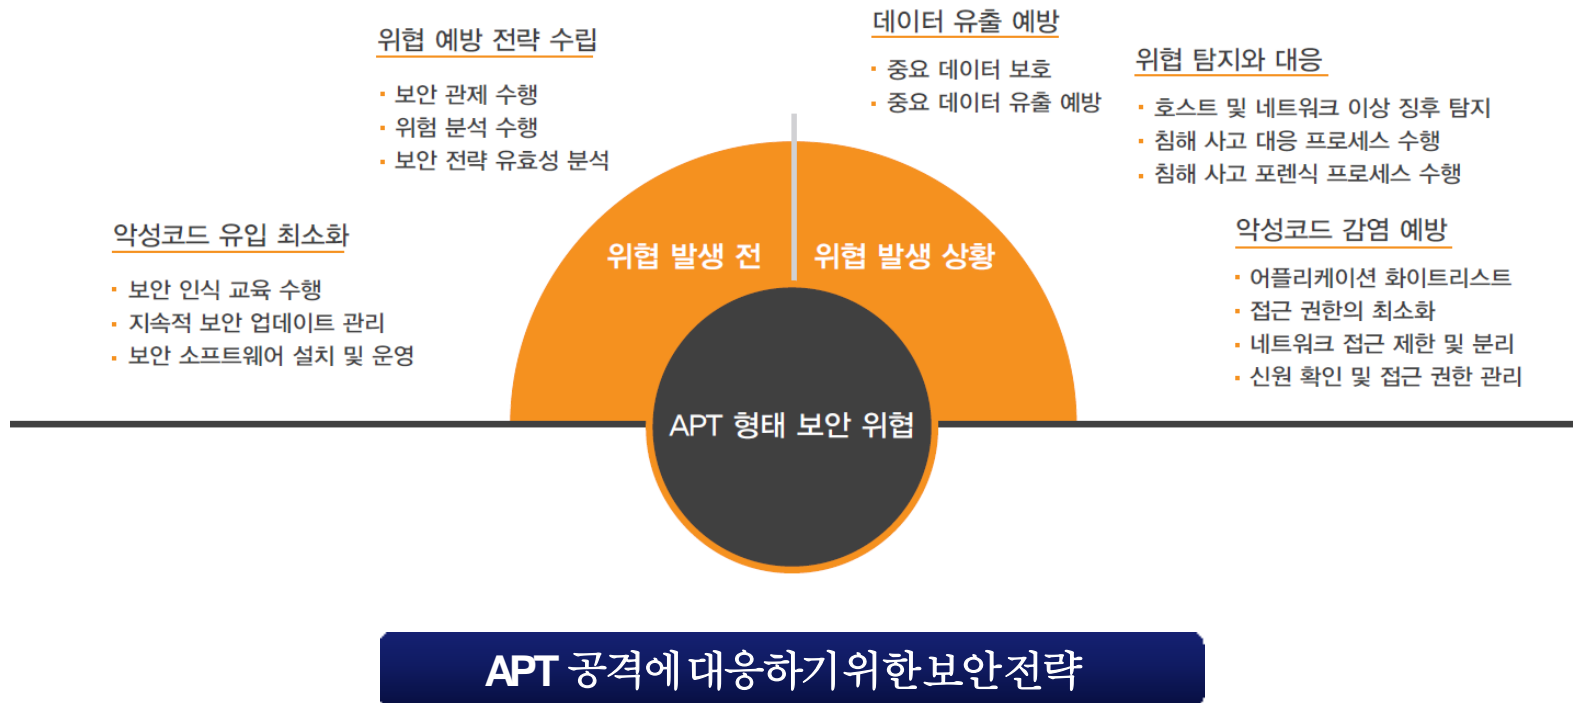 위협 예방 전략 수립
보안 관제 수행
위험 분석 수행
보안 전략 유효성 분석
데이터 유출 예방
중요 데이터 보호
중요 데이터 유출 예방
위협 탐지와 대응
호스트 및 네트워크 이상 징후 탐지
침해 사고 대응 프로세스 수행
침해 사고 포렌식 프로세스 수행
악성코드 유입 최소화
보안 인식 교육 수행
지속적 보안 업데이트 관리
보안 소프트웨어 설치 및 운영
위협 발생 전
위협 발생 상황
악성코드 감염 예방
어플리케이션 화이트리스트
접근 권한의 최소화
네트워크 접근 제한 및 분리
신원 확인 및 접근 권한 관리
APT 형태 보안 위협
APT 공격에 대응하기 위한 보안 전략